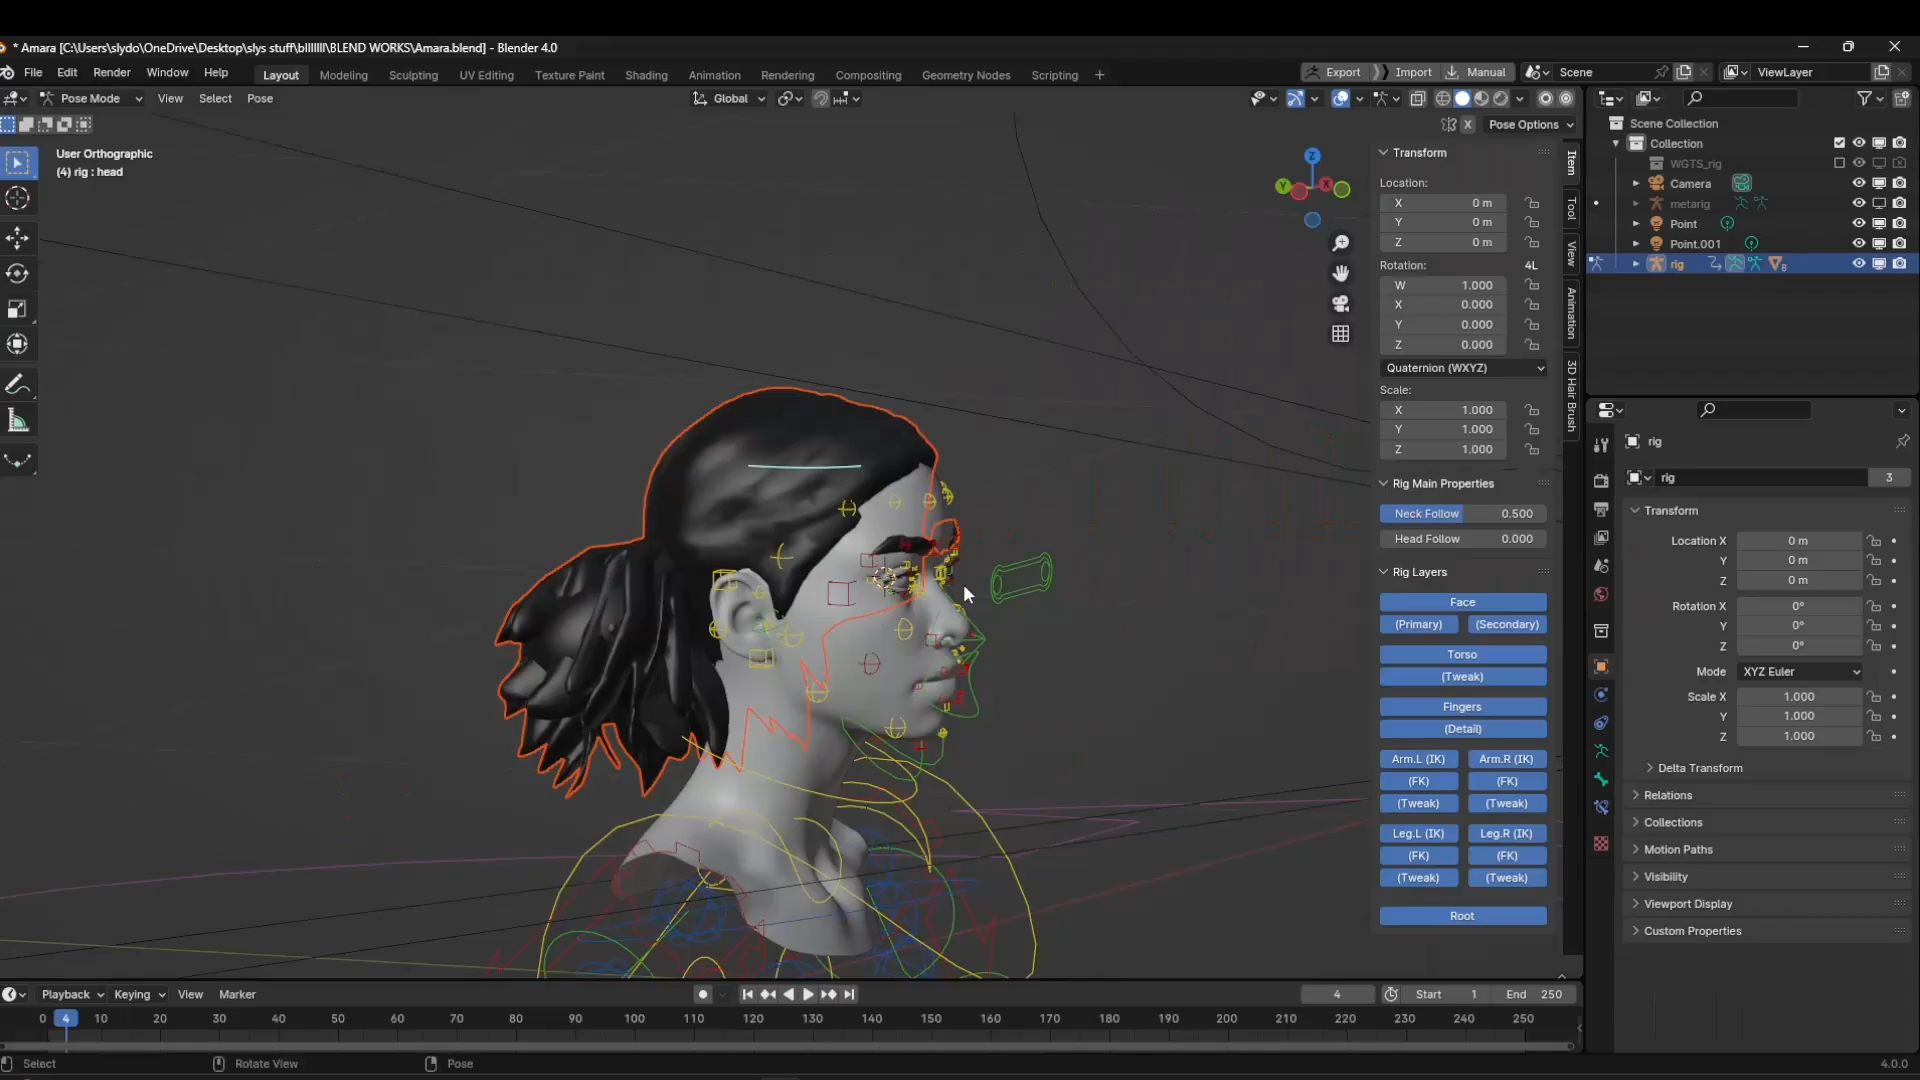 * Amara [C:\Users\slydo\OneDrive\Desktop\slys stuff\bllllllll\BLEND WORKS\Amara.blend] - Blender 4.0
File Edit Render Window Help Layout Modeling Sculpting UV Editing Texture Paint Shading Animation Rendering Compositing Geometry Nodes Scripting + Export Import Manual Scene ViewLayer
Pose Mode View Select Pose Global
X Pose Options
User Orthographic
(4) rig : head
Z
Y X
Transform
Location:
X 0 m
Y 0 m
Z 0 m
Rotation: 4L
W 1.000
X 0.000
Y 0.000
Z 0.000
Quaternion (WXYZ)
Scale:
X 1.000
Y 1.000
Z 1.000
Rig Main Properties
Neck Follow 0.500
Head Follow 0.000
Rig Layers
Face
(Primary) (Secondary)
Torso
(Tweak)
Fingers
(Detail)
Arm.L (IK) Arm.R (IK)
(FK) (FK)
(Tweak) (Tweak)
Leg.L (IK) Leg.R (IK)
(FK) (FK)
(Tweak) (Tweak)
Root
Item
Tool
View
Animation
3D Hair Brush
Scene Collection
Collection
WGTS_rig
Camera
metarig
Point
Point.001
rig 8
rig
rig 3
Transform
Location X 0 m
Y 0 m
Z 0 m
Rotation X 0°
Y 0°
Z 0°
Mode XYZ Euler
Scale X 1.000
Y 1.000
Z 1.000
Delta Transform
Relations
Collections
Motion Paths
Visibility
Viewport Display
Custom Properties
Playback Keying View Marker 4 Start 1 End 250
0 4 10 20 30 40 50 60 70 80 90 100 110 120 130 140 150 160 170 180 190 200 210 220 230 240 250
Select Rotate View Pose 4.0.0